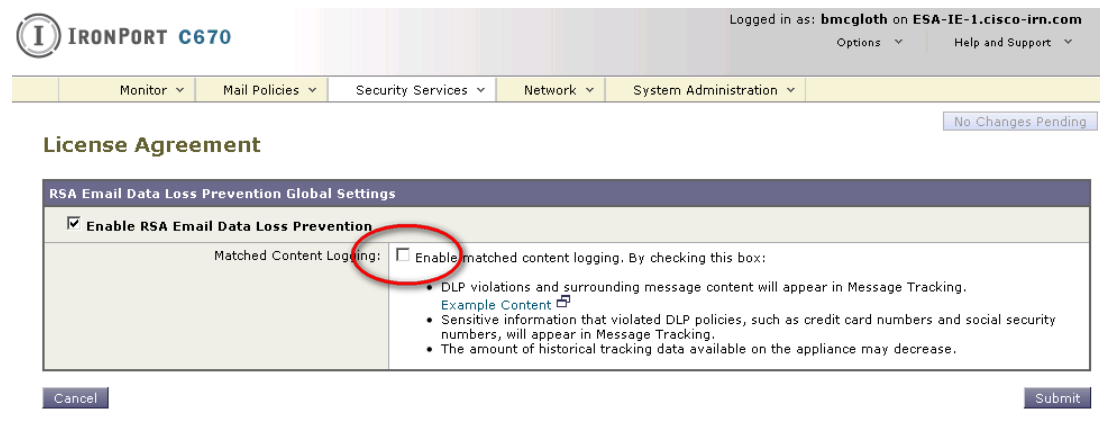 IRONPORT C670
Logged in as: bmcgloth on ESA-IE-1.cisco-irn.com
Options Help and Support
Monitor Mail Policies Security Services Network System Administration
No Changes Pending
License Agreement
RSA Email Data Loss Prevention Global Settings
Enable RSA Email Data Loss Prevention
Matched Content Logging:
Enable matched content logging. By checking this box:
• DLP violations and surrounding message content will appear in Message Tracking.
Example Content
• Sensitive information that violated DLP policies, such as credit card numbers and social security
numbers, will appear in Message Tracking.
• The amount of historical tracking data available on the appliance may decrease.
Cancel Submit